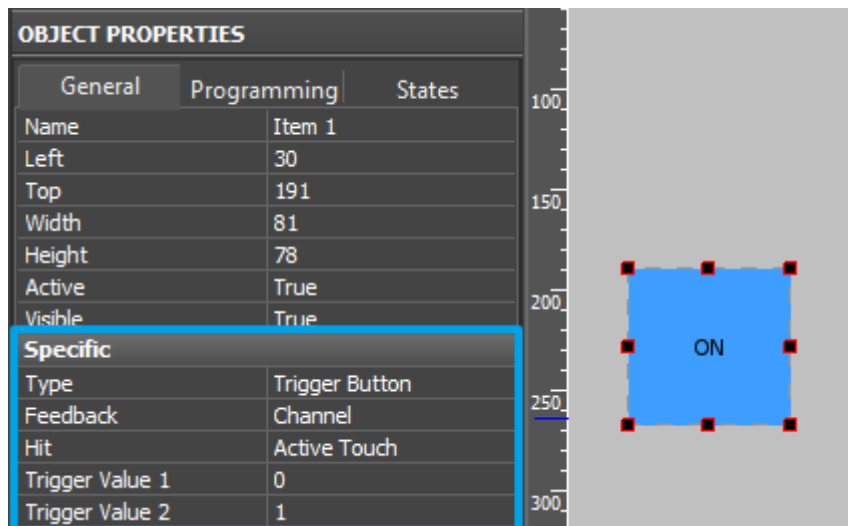 OBJECT PROPERTIES
General Programming States
Name Item 1
Left 30
Top 191
Width 81
Height 78
Active True
Visible True
Specific
Type Trigger Button
Feedback Channel
Hit Active Touch
Trigger Value 1 0
Trigger Value 2 1
100
150
200
250
300
ON